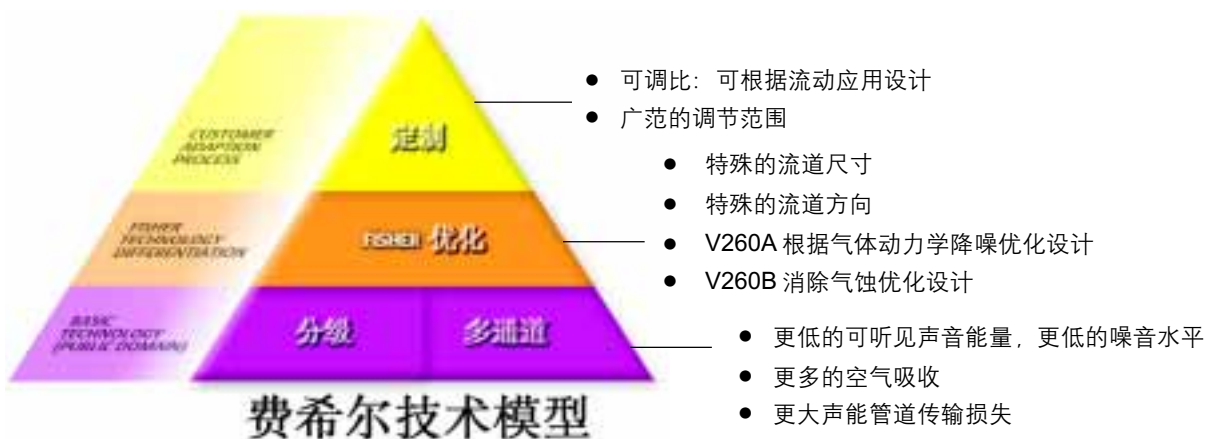 ● 可调比：可根据流动应用设计
● 广范的调节范围
CUSTOMER
ADAPTION
PROCESS
定制
● 特殊的流道尺寸
● 特殊的流道方向
● V260A 根据气体动力学降噪优化设计
● V260B 消除气蚀优化设计
FISHER
TECHNOLOGY
DIFFERENTIATION
FISHER 优化
BASIC
TECHNOLOGY
(PUBLIC DOMAIN)
分级
多通道
● 更低的可听见声音能量，更低的噪音水平
● 更多的空气吸收
● 更大声能管道传输损失
费希尔技术模型